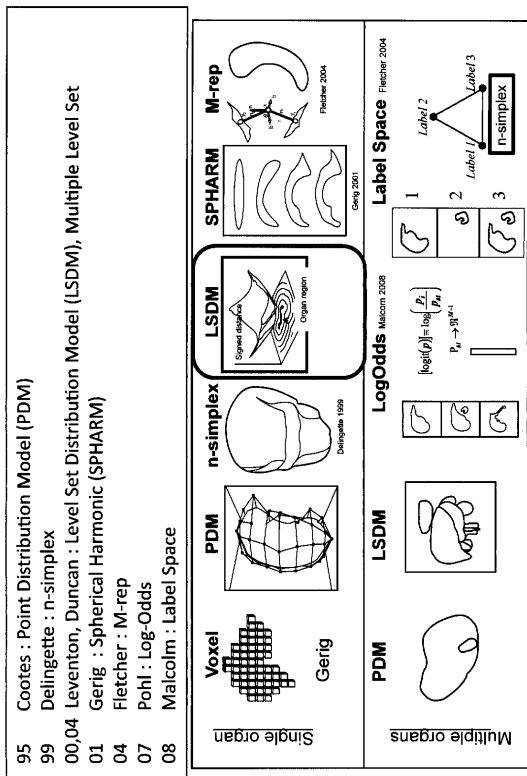 95 Cootes : Point Distribution Model (PDM)
99 Delingette : n-simplex
00,04 Leventon, Duncan : Level Set Distribution Model (LSDM), Multiple Level Set
01 Gerig : Spherical Harmonic (SPHARM)
04 Fletcher : M-rep
07 Pohl : Log-Odds
08 Malcolm : Label Space
Single organ
Voxel
Gerig
PDM
n-simplex
Delingette 1999
LSDM
Signed distance
Organ region
SPHARM
Gerig 2001
M-rep
Fletcher 2004
Multiple organs
PDM
LSDM
LogOdds Malcom 2008
[logit(p)]=log(p_i/p_M)
P_M → ℜ^{M-1}
Label Space Fletcher 2004
1
2
3
Label 2
Label 1
Label 3
n-simplex